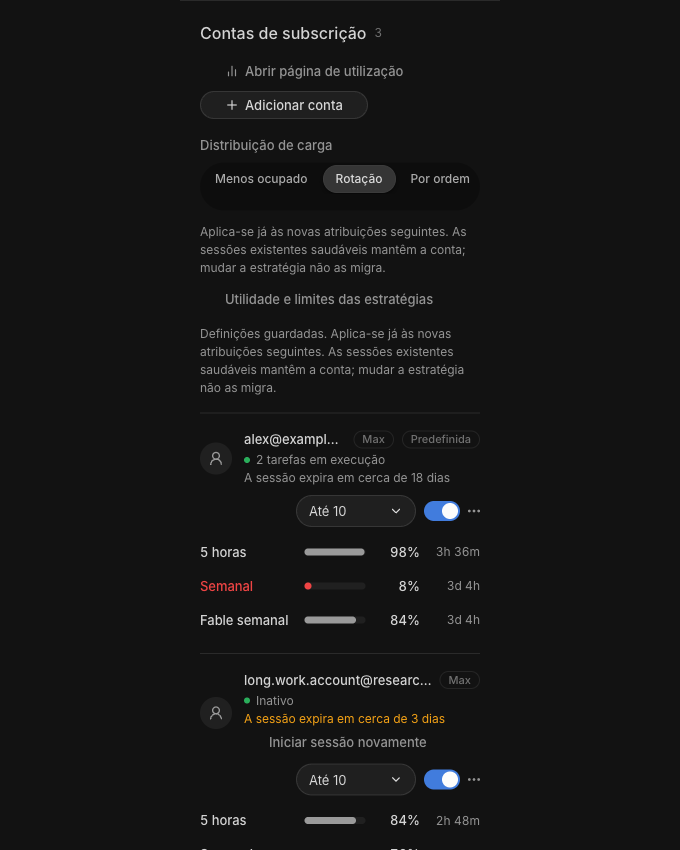 Contas de subscrição 3
Abrir página de utilização
Adicionar conta
Distribuição de carga
Menos ocupado Rotação Por ordem
Aplica-se já às novas atribuições seguintes. As
sessões existentes saudáveis mantêm a conta;
mudar a estratégia não as migra.
Utilidade e limites das estratégias
Definições guardadas. Aplica-se já às novas
atribuições seguintes. As sessões existentes
saudáveis mantêm a conta; mudar a estratégia
não as migra.
alex@exampl... Max Predefinida
2 tarefas em execução
A sessão expira em cerca de 18 dias
Até 10
5 horas 98% 3h 36m
Semanal 8% 3d 4h
Fable semanal 84% 3d 4h
long.work.account@researc... Max
Inativo
A sessão expira em cerca de 3 dias
Iniciar sessão novamente
Até 10
5 horas 84% 2h 48m